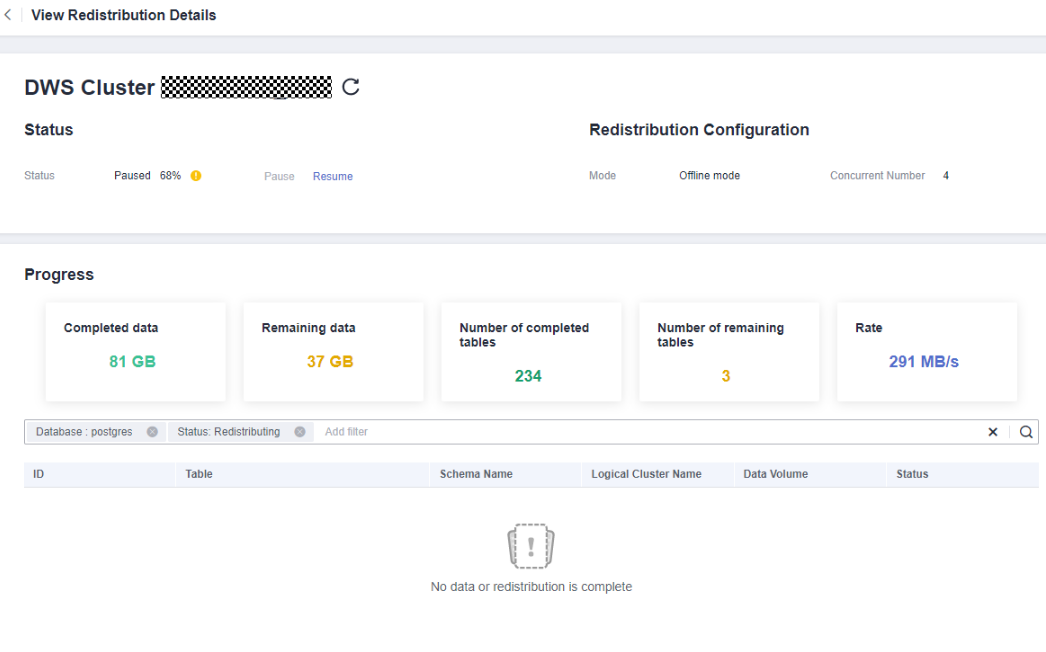 View Redistribution Details
DWS Cluster
Status
Redistribution Configuration
Status Paused 68% Pause Resume
Mode Offline mode Concurrent Number 4
Progress
Completed data
81 GB
Remaining data
37 GB
Number of completed
tables
234
Number of remaining
tables
3
Rate
291 MB/s
Database : postgres Status: Redistributing Add filter
ID Table Schema Name Logical Cluster Name Data Volume Status
No data or redistribution is complete